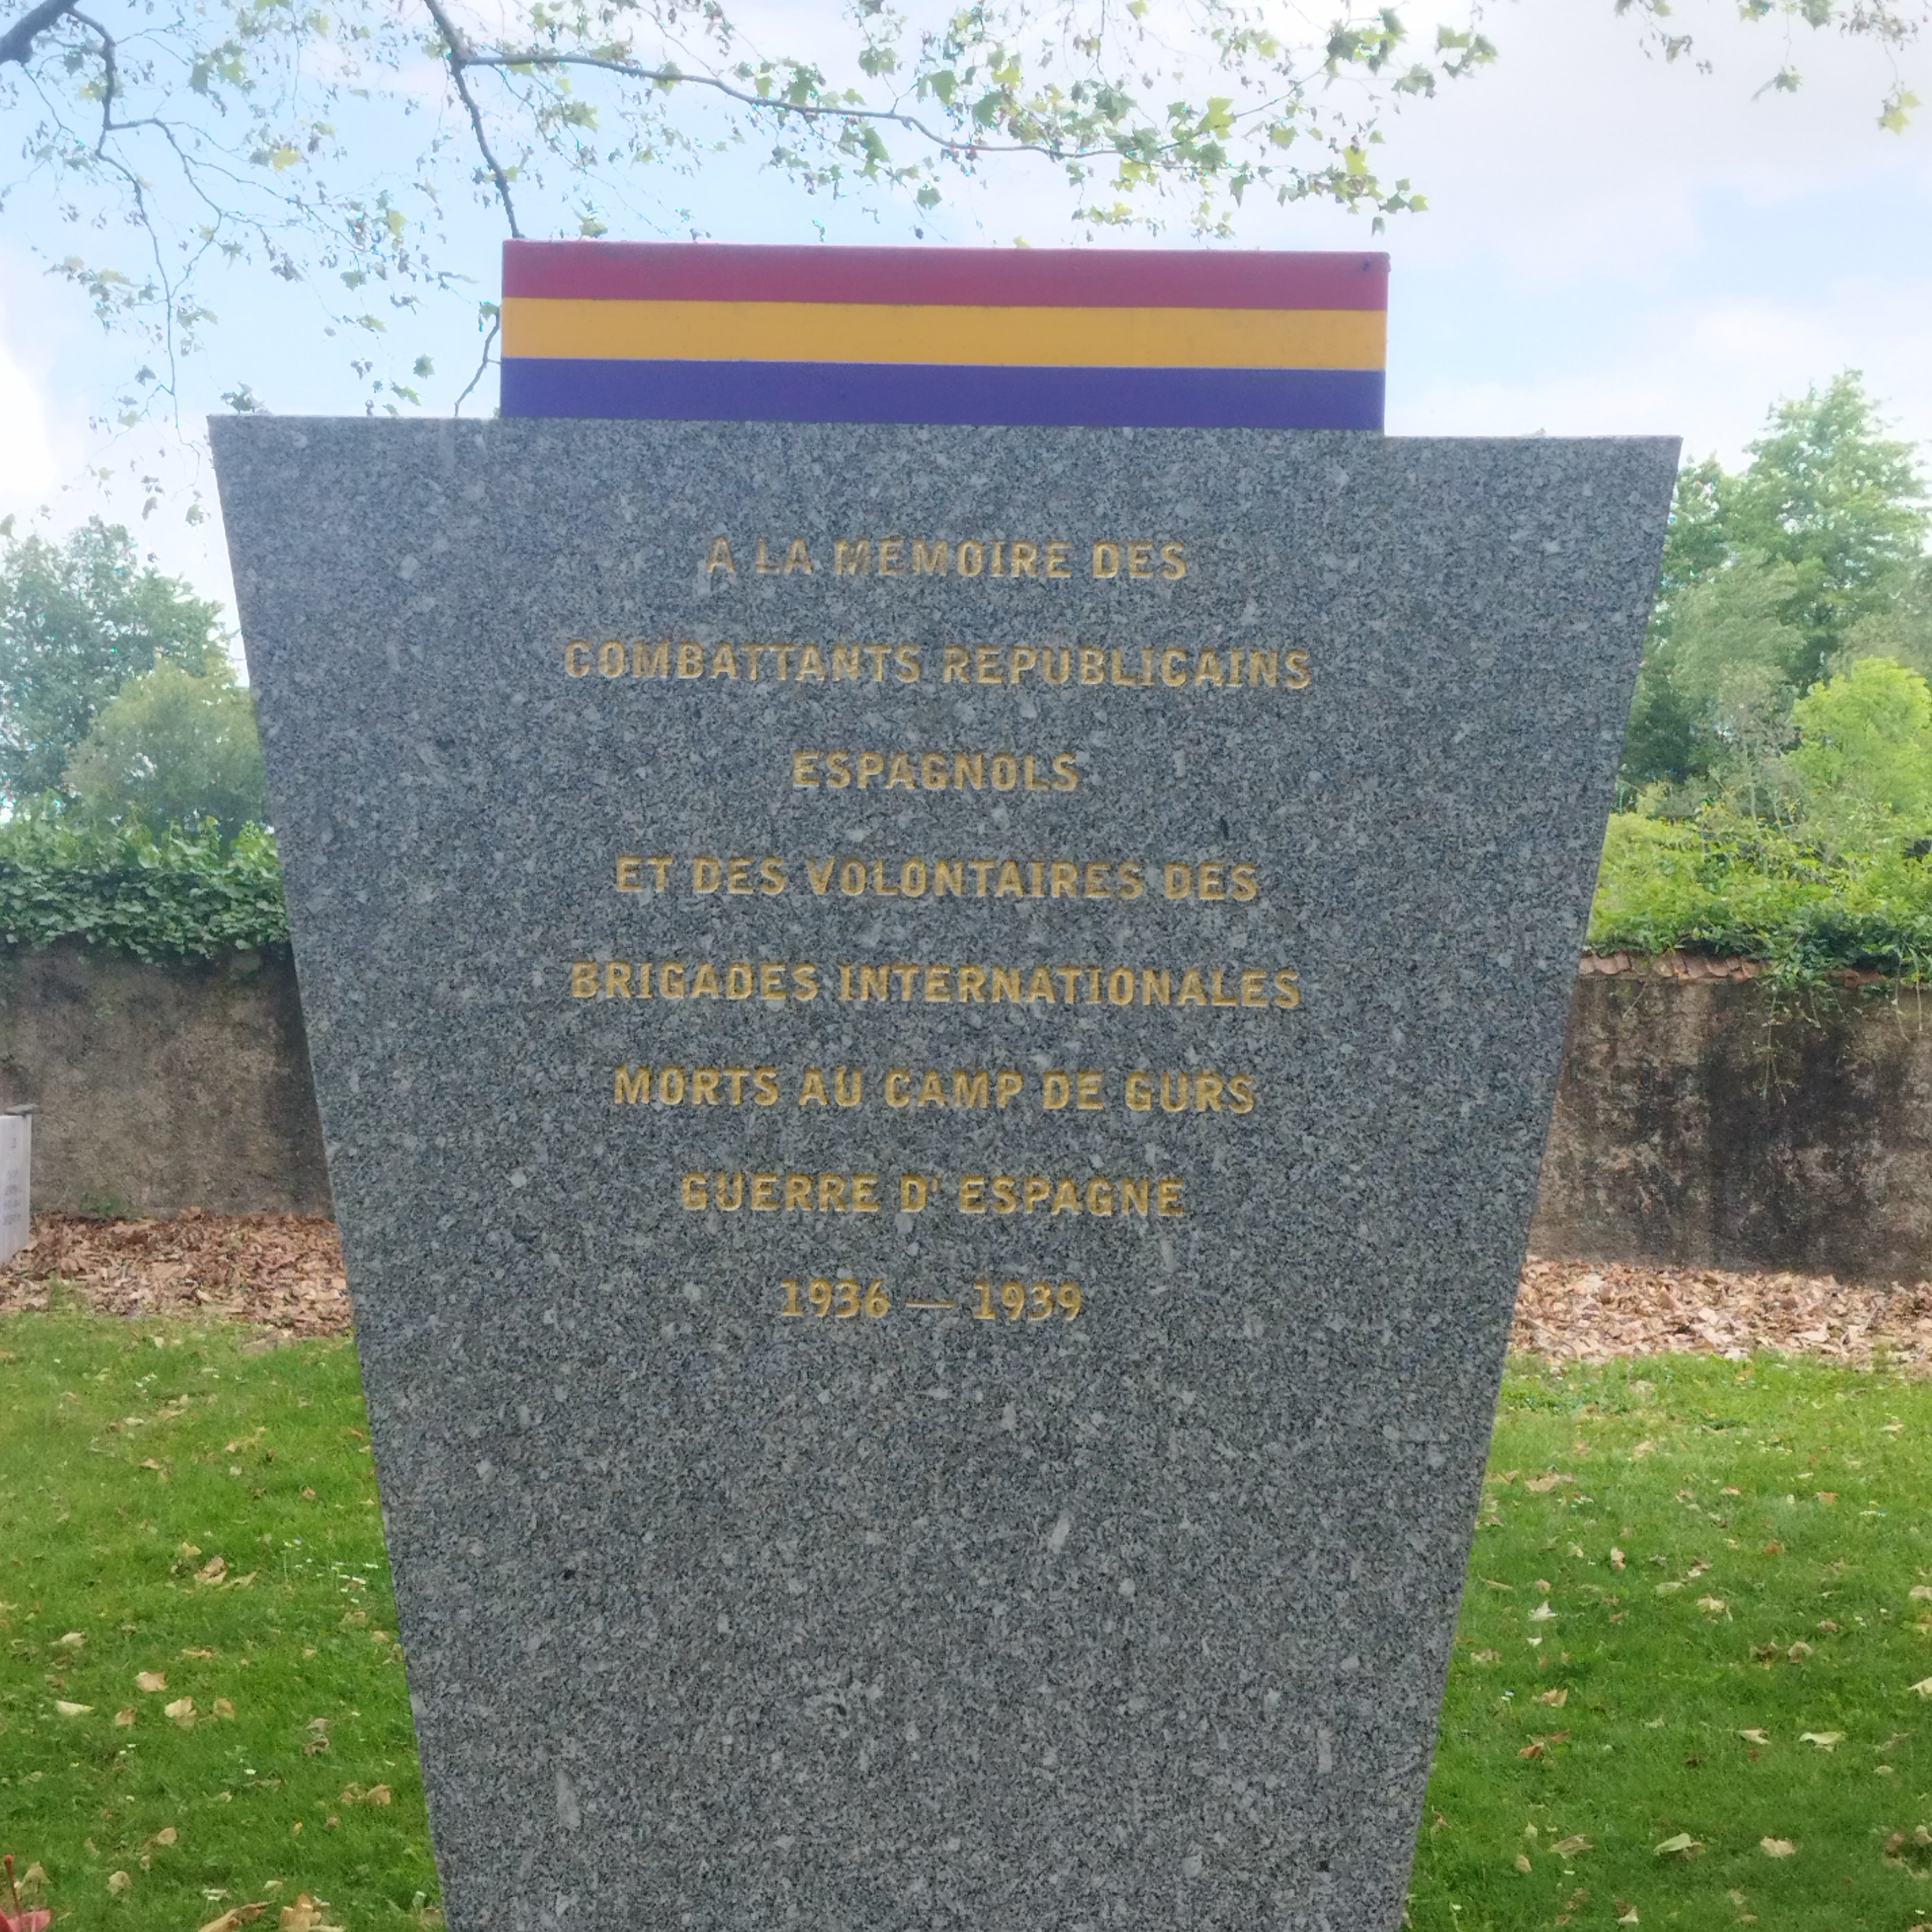 A LA MÉMOIRE DES
COMBATTANTS REPUBLICAINS
ESPAGNOLS
ET DES VOLONTAIRES DES
BRIGADES INTERNATIONALES
MORTS AU CAMP DE GURS
GUERRE D' ESPAGNE
1936 — 1939